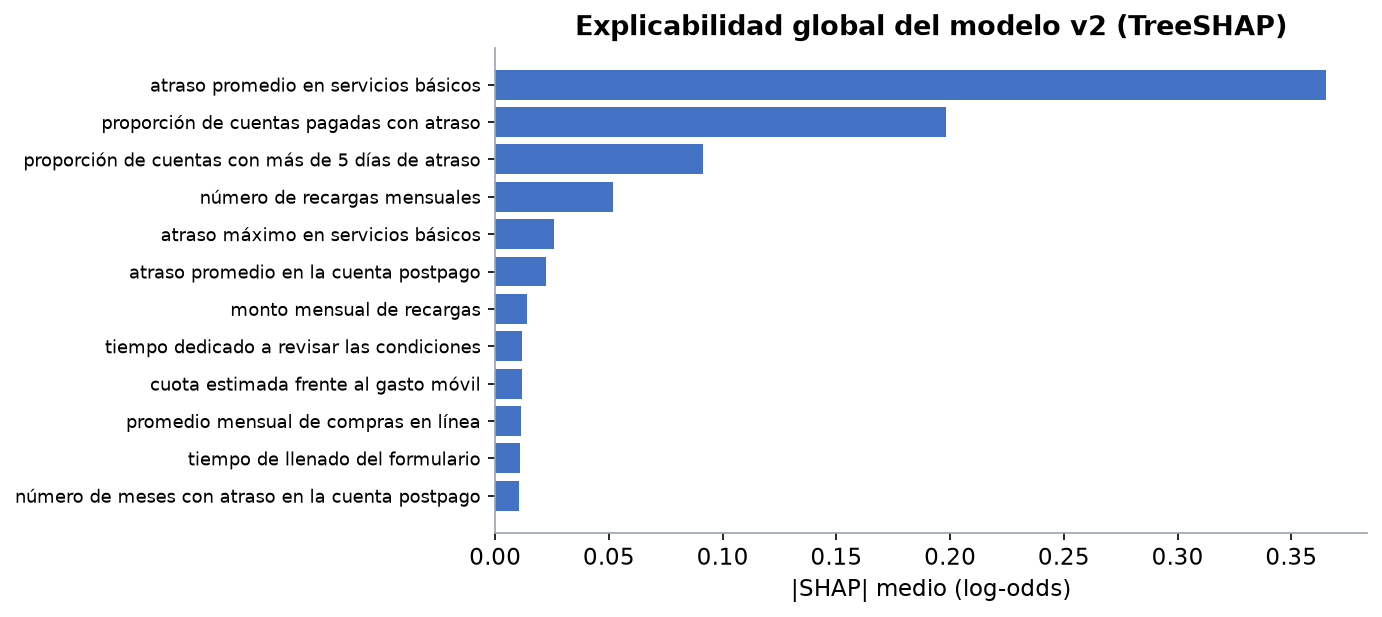 Explicabilidad global del modelo v2 (TreeSHAP)
atraso promedio en servicios básicos
proporción de cuentas pagadas con atraso
proporción de cuentas con más de 5 días de atraso
número de recargas mensuales
atraso máximo en servicios básicos
atraso promedio en la cuenta postpago
monto mensual de recargas
tiempo dedicado a revisar las condiciones
cuota estimada frente al gasto móvil
promedio mensual de compras en línea
tiempo de llenado del formulario
número de meses con atraso en la cuenta postpago
0.00 0.05 0.10 0.15 0.20 0.25 0.30 0.35
|SHAP| medio (log-odds)